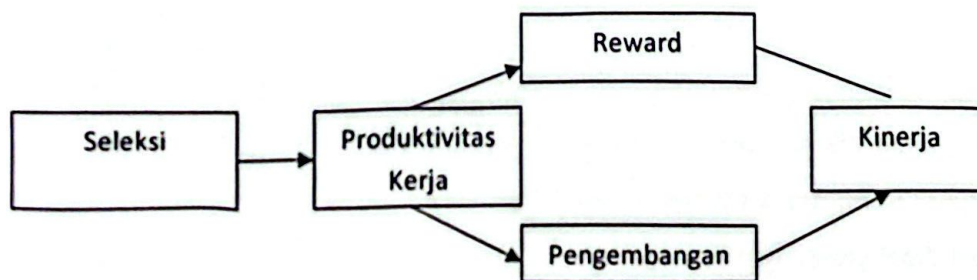 Reward
Seleksi
Produktivitas
Kerja
Kinerja
Pengembangan